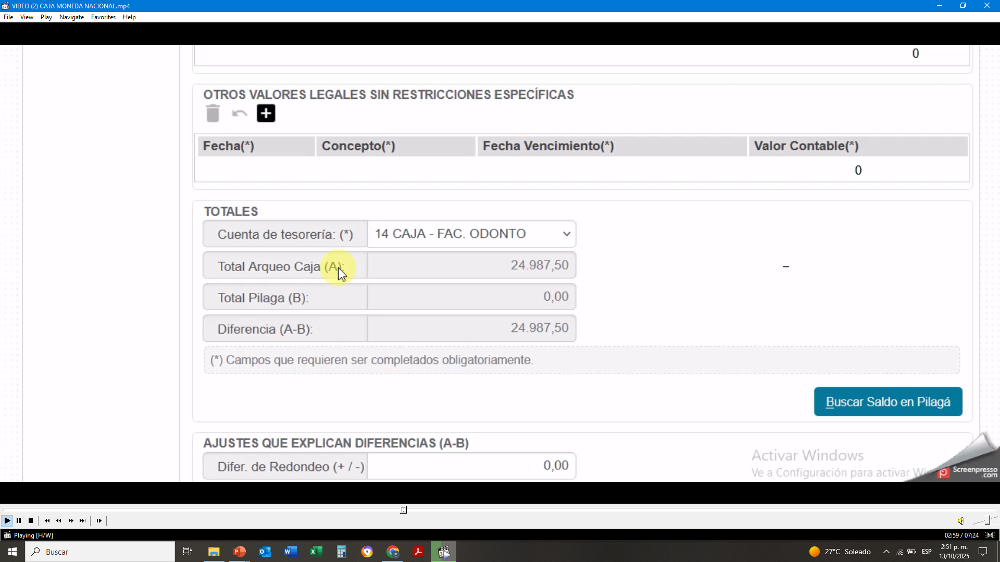 VIDEO (2) CAJA MONEDA NACIONAL.mp4
File View Play Navigate Favorites Help
0
OTROS VALORES LEGALES SIN RESTRICCIONES ESPECÍFICAS
Fecha(*) Concepto(*) Fecha Vencimiento(*) Valor Contable(*)
0
TOTALES
Cuenta de tesorería: (*) 14 CAJA - FAC. ODONTO
Total Arqueo Caja (A): 24.987,50
–
Total Pilaga (B): 0,00
Diferencia (A-B): 24.987,50
(*) Campos que requieren ser completados obligatoriamente.
Buscar Saldo en Pilagá
AJUSTES QUE EXPLICAN DIFERENCIAS (A-B)
Difer. de Redondeo (+ / -) 0,00
Activar Windows
Ve a Configuración para activar
Screenpresso
.com
Playing [H/W] 02:59 / 07:24
Buscar
27°C Soleado ESP 2:51 p. m.
13/10/2025